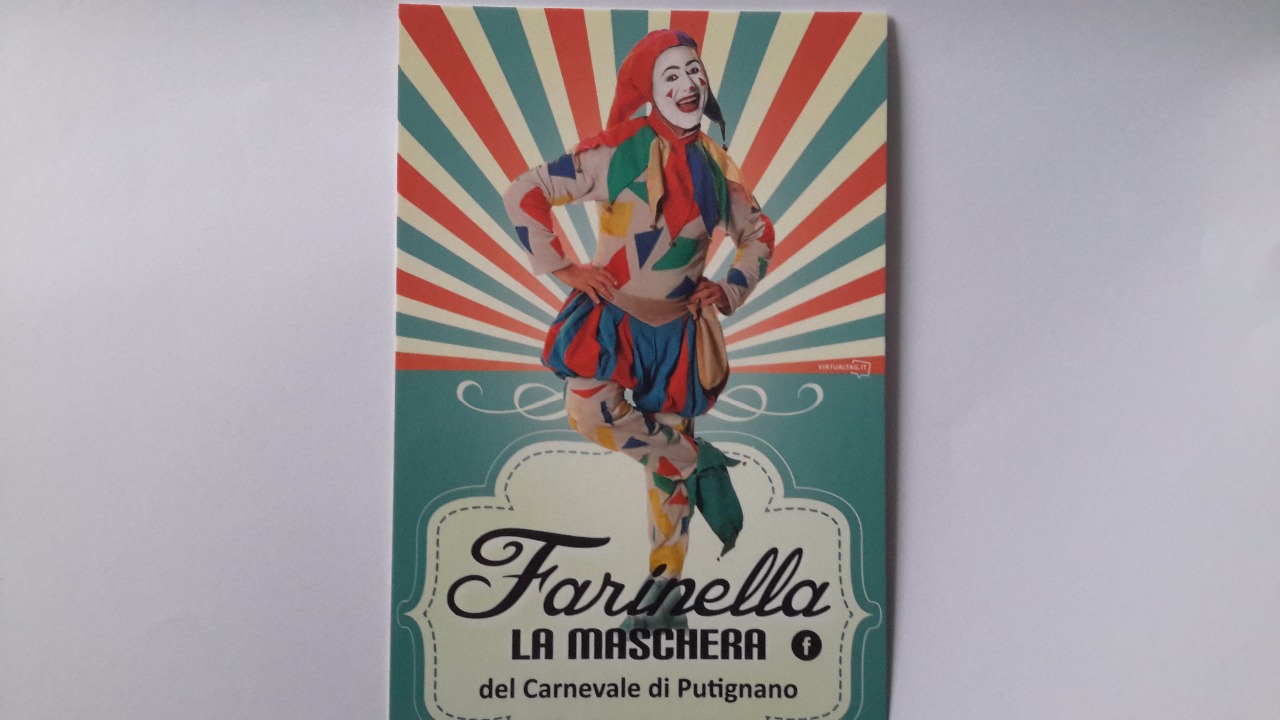 VIRTUALTAG.IT
Farinella
LA MASCHERA f
del Carnevale di Putignano